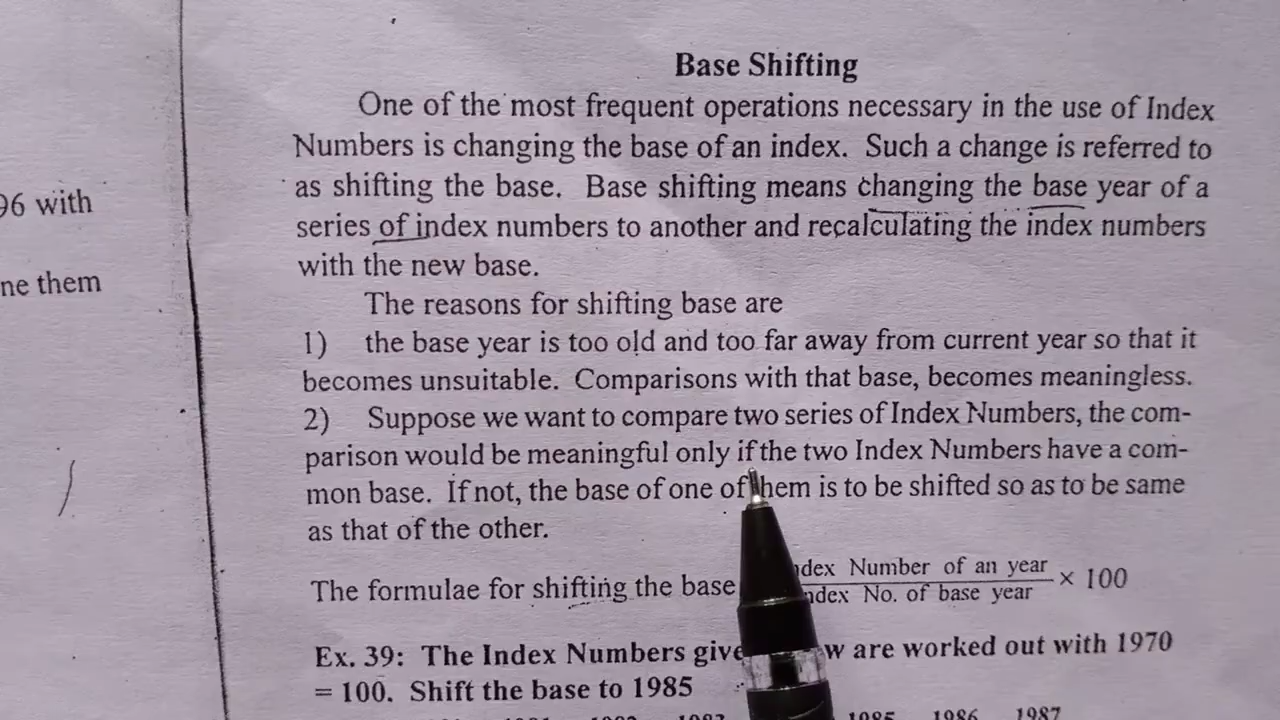 Base Shifting
One of the most frequent operations necessary in the use of Index
Numbers is changing the base of an index. Such a change is referred to
as shifting the base. Base shifting means changing the base year of a
series of index numbers to another and recalculating the index numbers
with the new base.
The reasons for shifting base are
1) the base year is too old and too far away from current year so that it
becomes unsuitable. Comparisons with that base, becomes meaningless.
2) Suppose we want to compare two series of Index Numbers, the com-
parison would be meaningful only if the two Index Numbers have a com-
mon base. If not, the base of one of them is to be shifted so as to be same
as that of the other.
The formulae for shifting the base
Number of an year
No. of base year
× 100
Ex. 39: The Index Numbers are worked out with 1970
= 100. Shift the base to 1985
1985 1986 1987
96 with
them